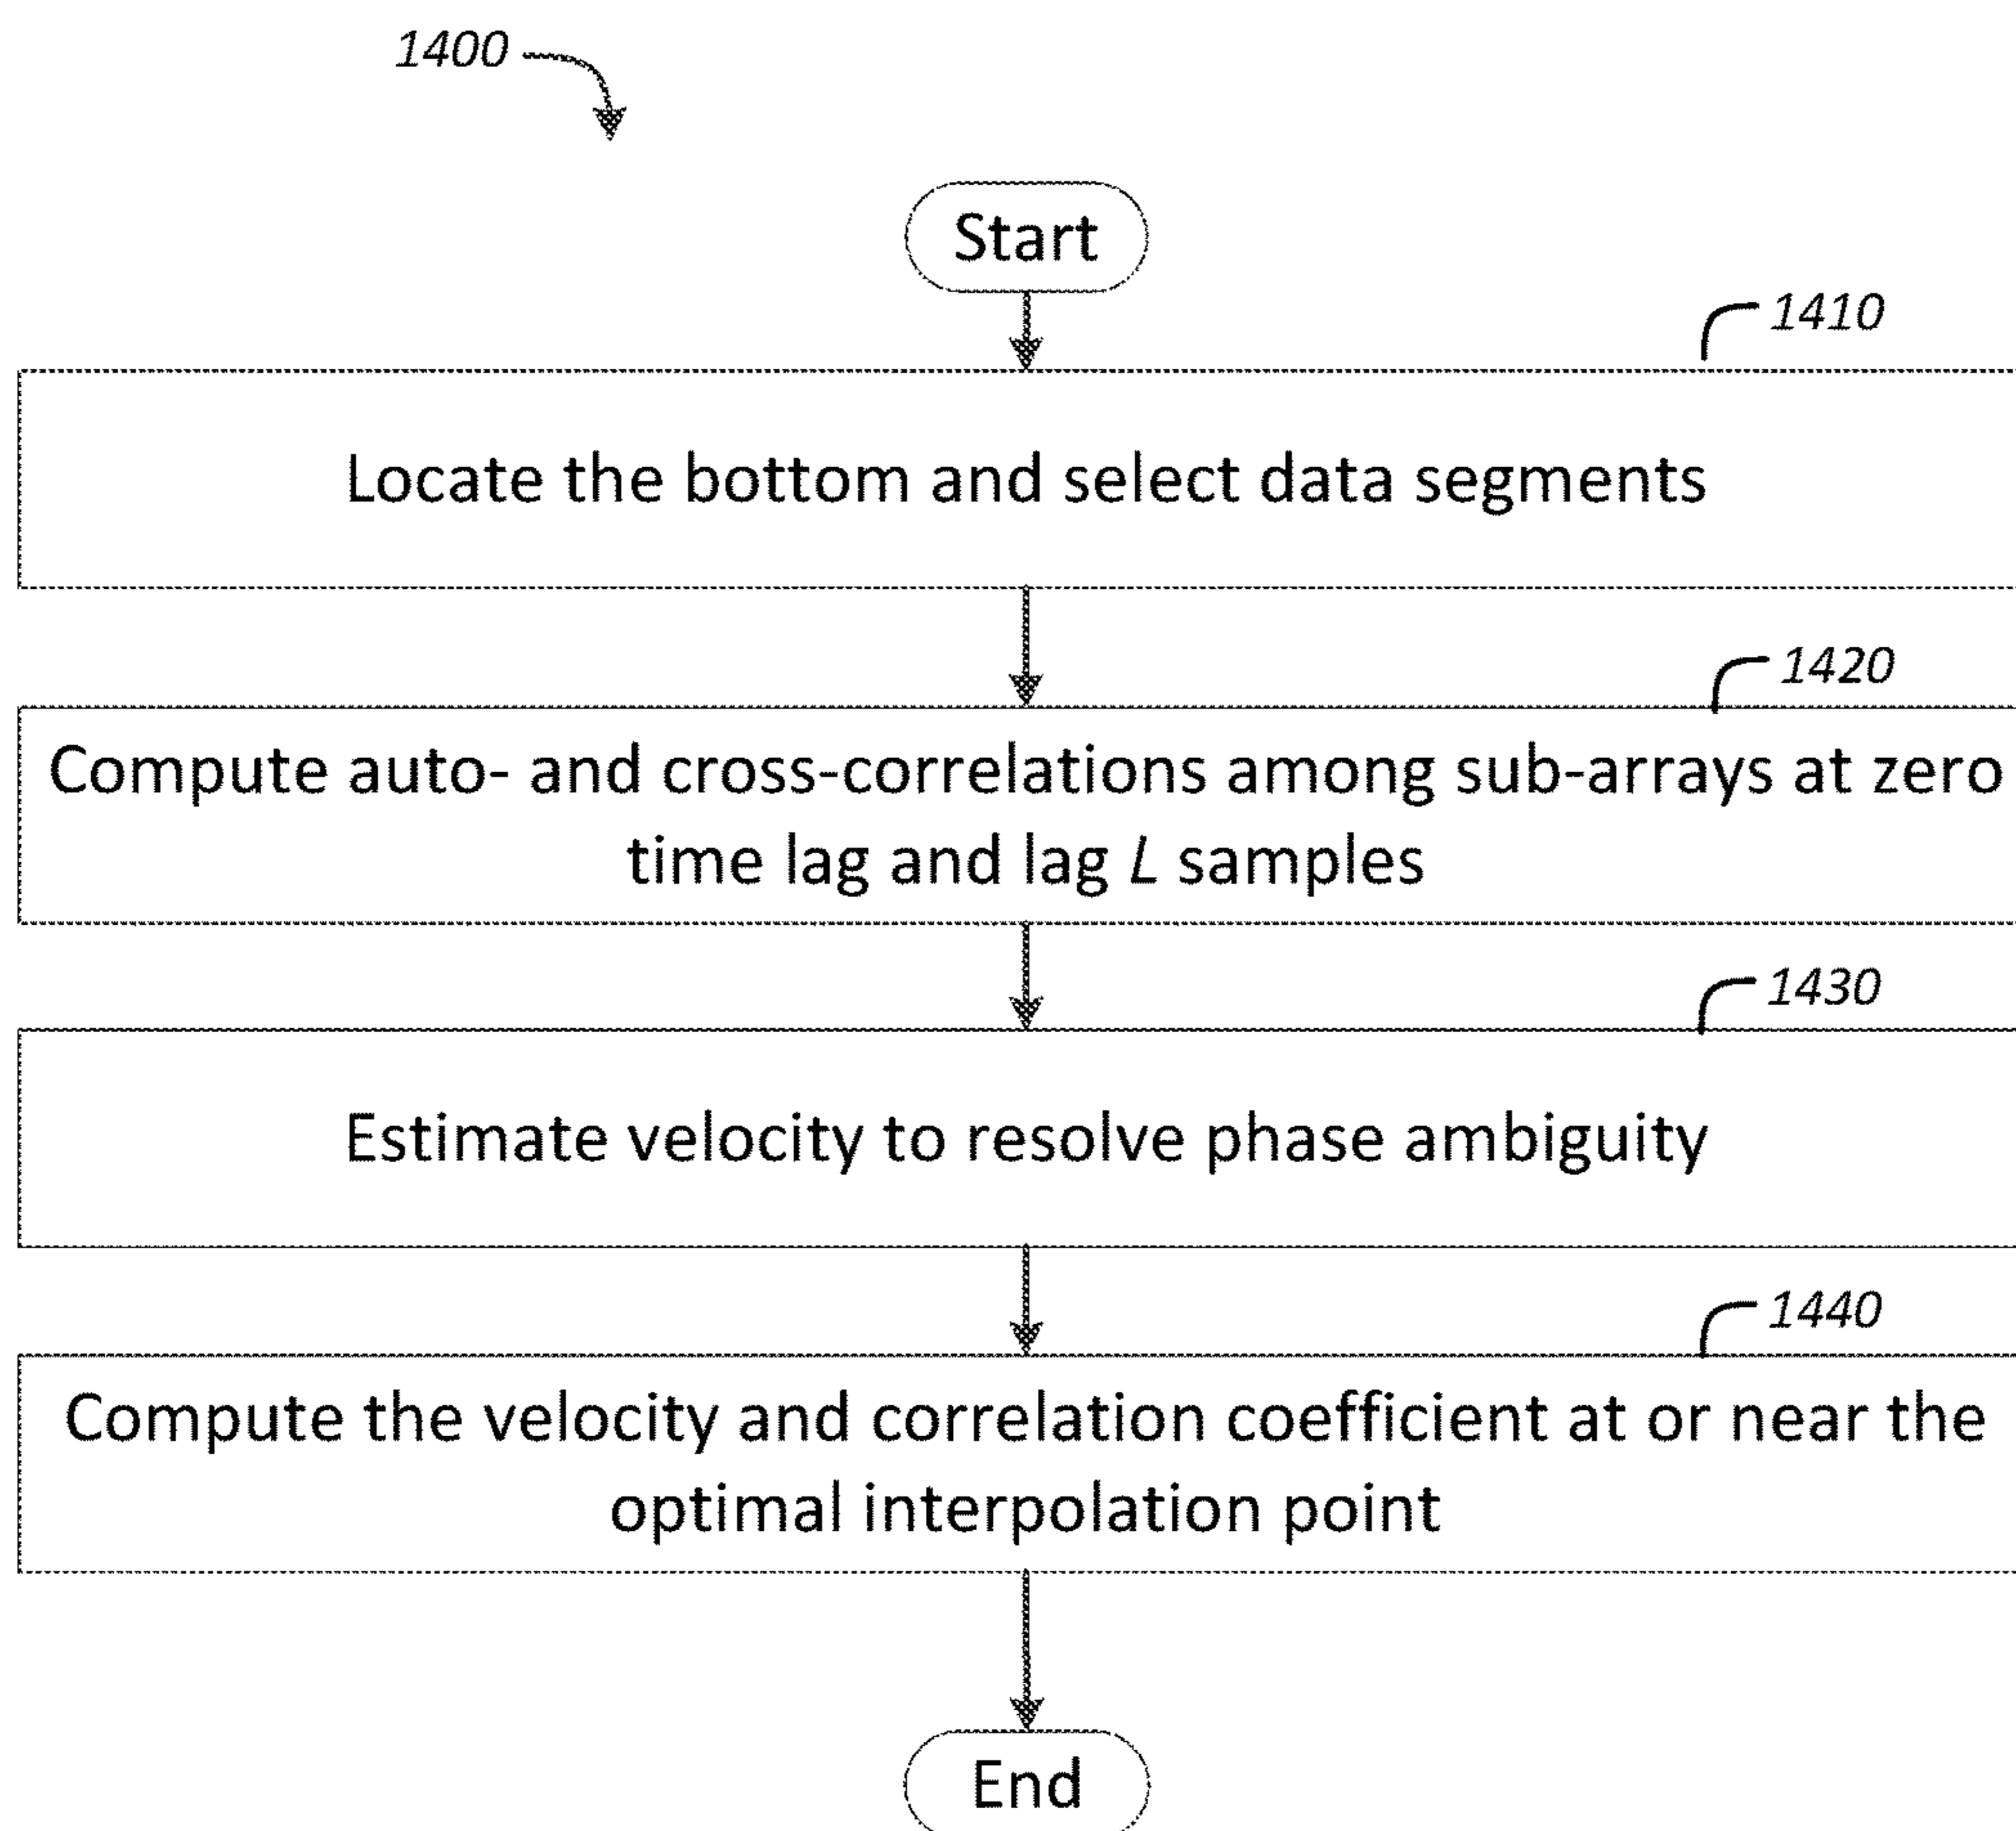 1400
Start
1410
Locate the bottom and select data segments
1420
Compute auto- and cross-correlations among sub-arrays at zero
time lag and lag L samples
1430
Estimate velocity to resolve phase ambiguity
1440
Compute the velocity and correlation coefficient at or near the
optimal interpolation point
End